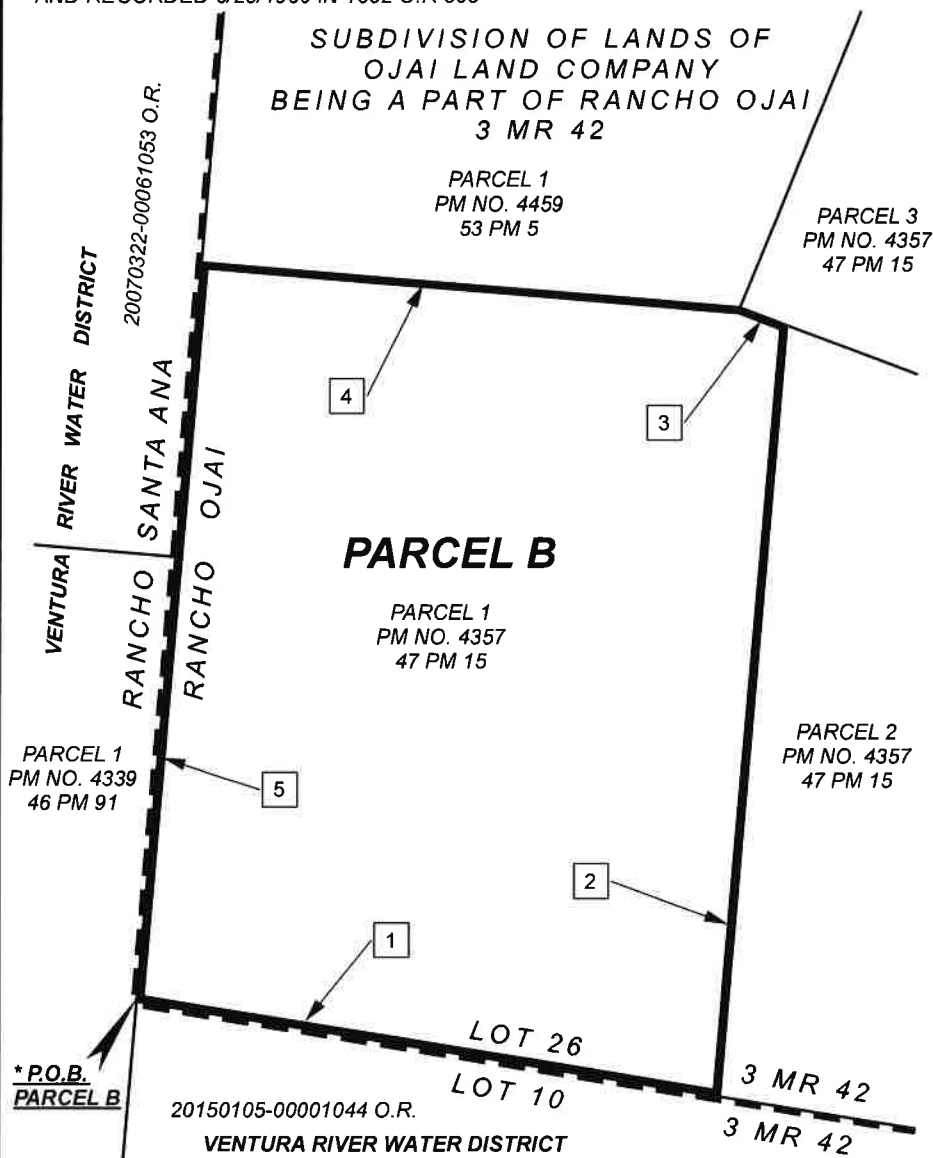 SUBDIVISION OF LANDS OF
OJAI LAND COMPANY
BEING A PART OF RANCHO OJAI
3 MR 42
PARCEL 1
PM NO. 4459
53 PM 5
PARCEL 3
PM NO. 4357
47 PM 15
20070322-00061053 O.R.
VENTURA RIVER WATER DISTRICT
RANCHO SANTA ANA
RANCHO OJAI
4
3
PARCEL B
PARCEL 1
PM NO. 4357
47 PM 15
PARCEL 1
PM NO. 4339
46 PM 91
5
PARCEL 2
PM NO. 4357
47 PM 15
2
1
LOT 26
LOT 10
3 MR 42
3 MR 42
* P.O.B.
PARCEL B
20150105-00001044 O.R.
VENTURA RIVER WATER DISTRICT